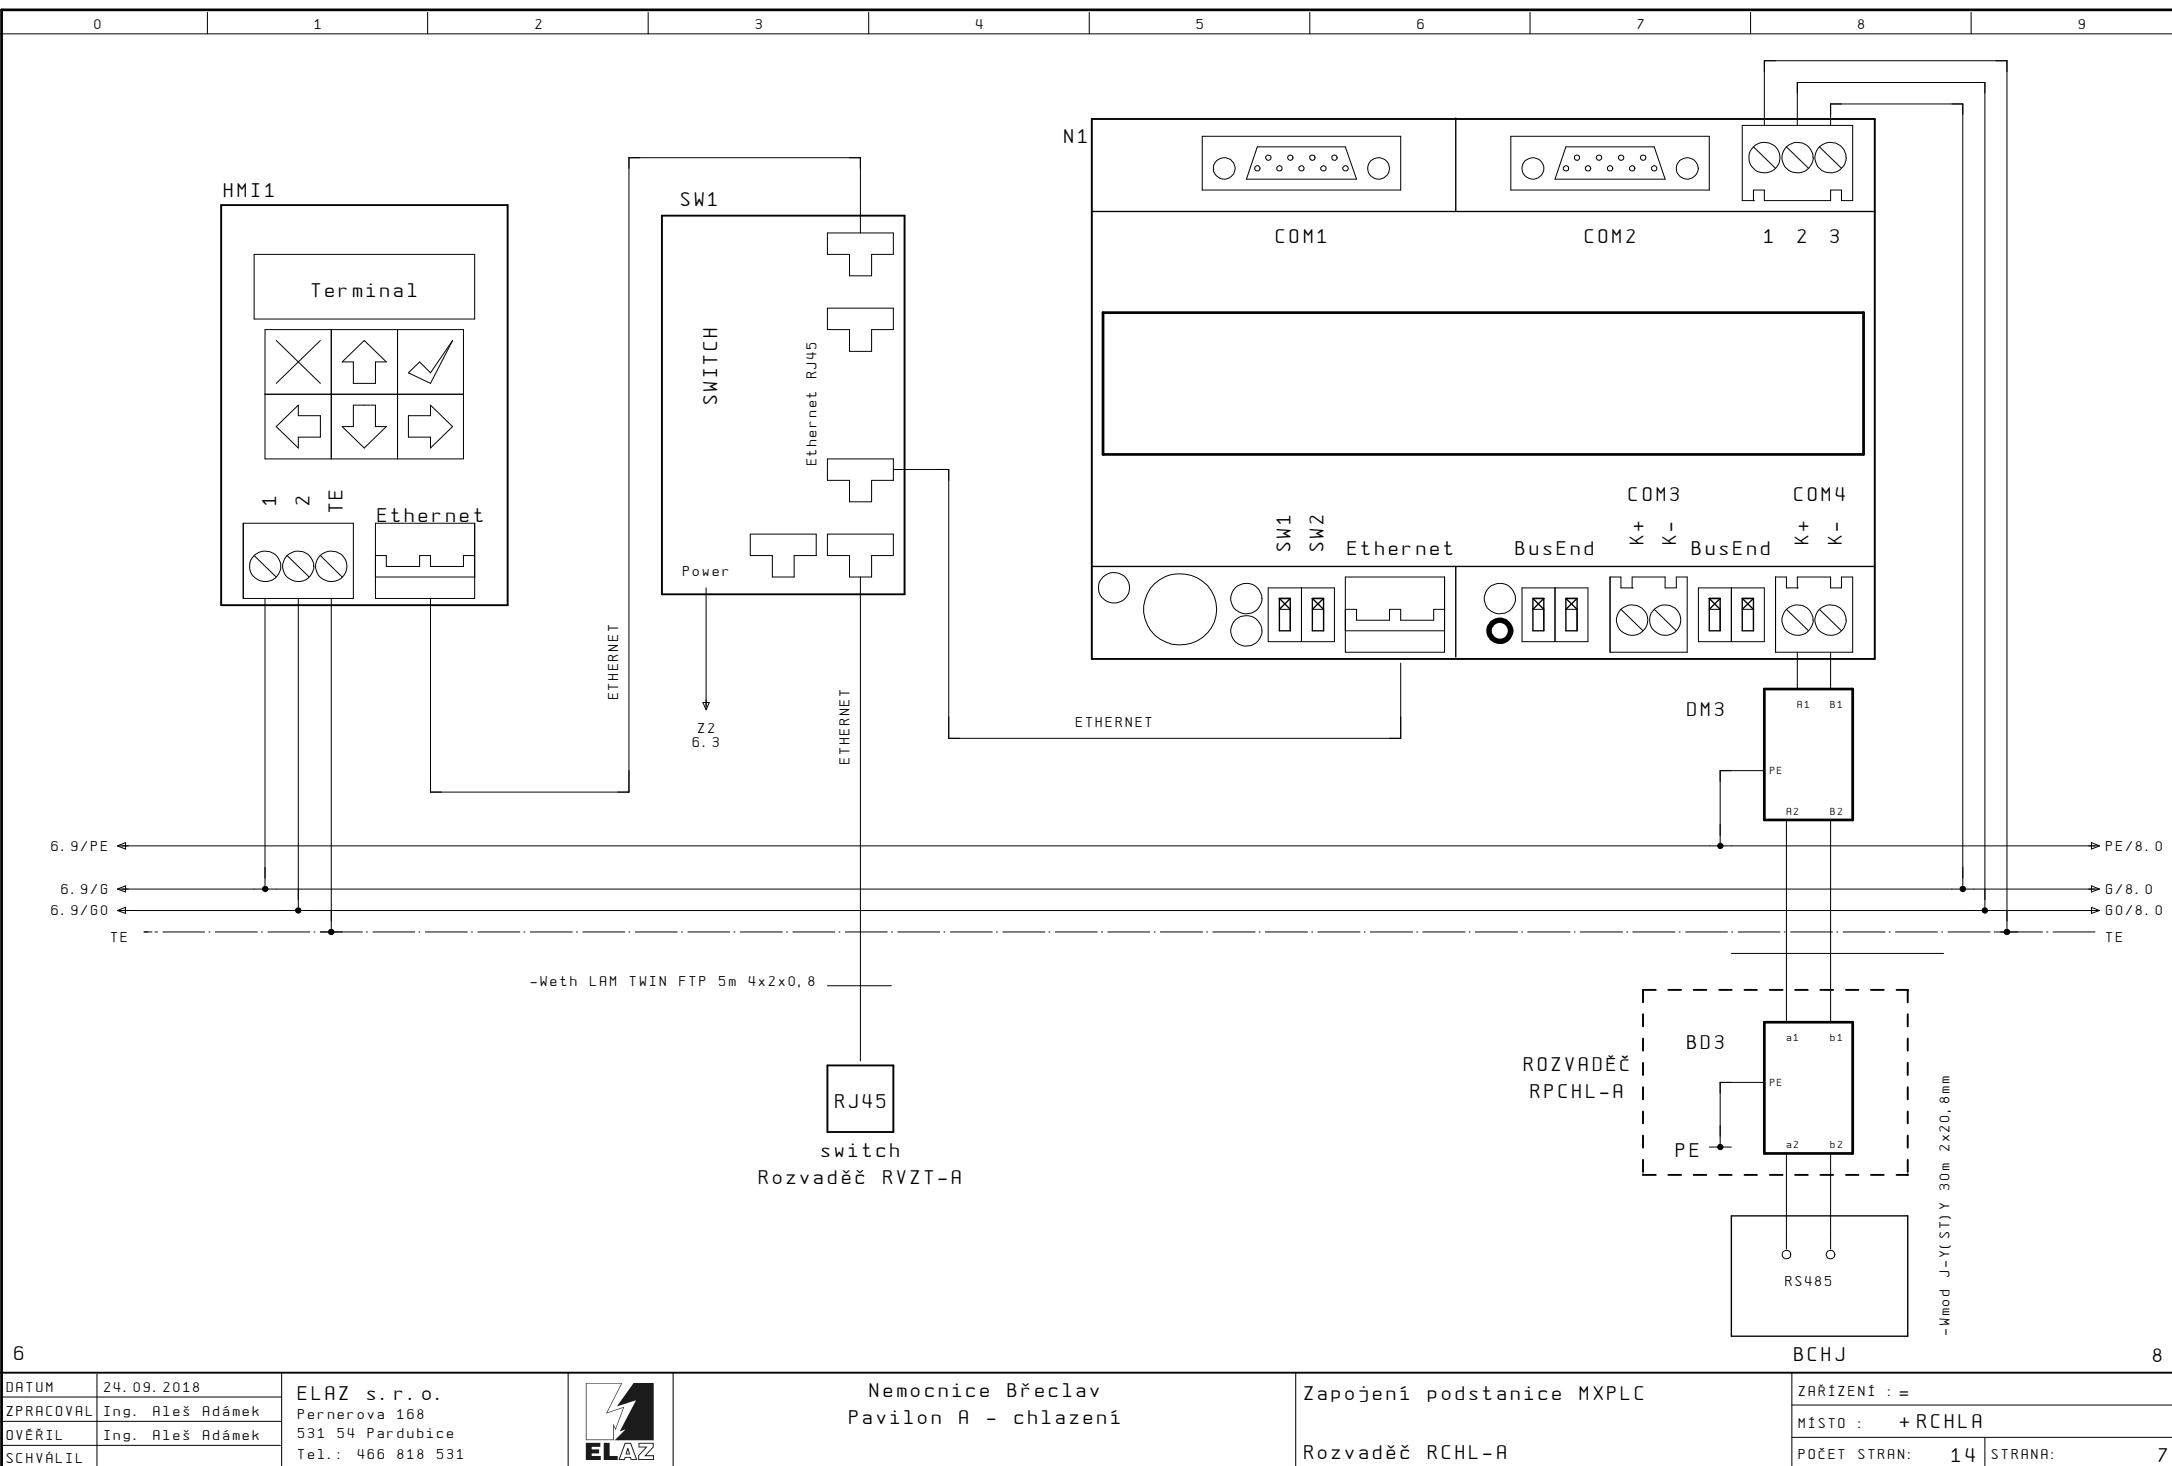 0 1 2 3 4 5 6 7 8 9
HMI1
Terminal
1 2 TE
Ethernet
SW1
SWITCH
Ethernet RJ45
Power
Z2
6.3
ETHERNET
ETHERNET
ETHERNET
N1
COM1
COM2
1 2 3
SW1 SW2
Ethernet
BusEnd
COM3
K+ K-
BusEnd
COM4
K+ K-
DM3
A1 B1
PE
A2 B2
6.9/PE
PE/8.0
6.9/G
G/8.0
6.9/G0
G0/8.0
TE
TE
-Weth LAM TWIN FTP 5m 4x2x0,8
RJ45
switch
Rozvaděč RVZT-A
ROZVADĚČ
RPCHL-A
BD3
a1 b1
PE
PE
a2 b2
RS485
BCHJ
-Wmod J-Y(ST)Y 30m 2x20,8mm
6
8
DATUM 24.09.2018
ZPRACOVAL Ing. Aleš Adámek
OVĚŘIL Ing. Aleš Adámek
SCHVÁLIL
ELAZ s.r.o.
Pernerova 168
531 54 Pardubice
Tel.: 466 818 531
ELAZ
Nemocnice Břeclav
Pavilon A - chlazení
Zapojení podstanice MXPLC
Rozvaděč RCHL-A
ZAŘÍZENÍ : =
MÍSTO : +RCHLA
POČET STRAN: 14 STRANA: 7